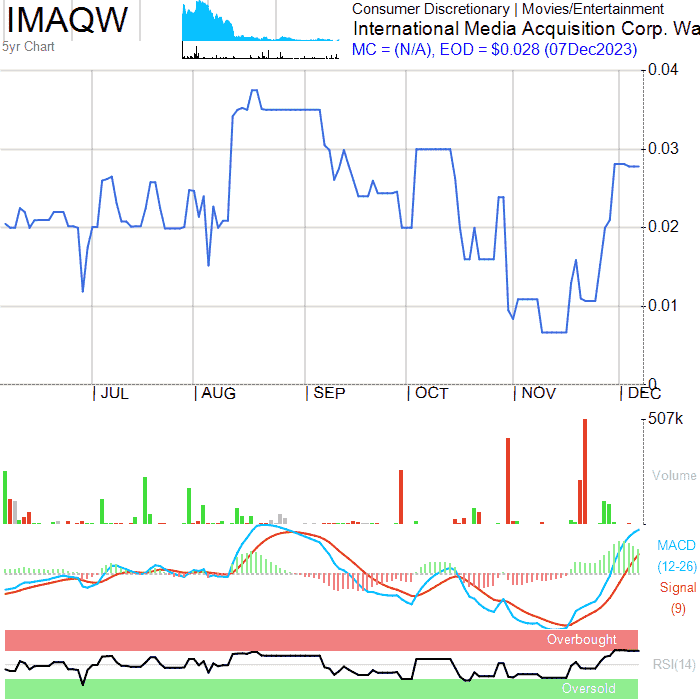 IMAQW
5yr Chart
Consumer Discretionary | Movies/Entertainment
International Media Acquisition Corp. Wa
MC = (N/A), EOD = $0.028 (07Dec2023)
0.04
0.03
0.02
0.01
0
JUL AUG SEP OCT NOV DEC
507k
Volume
MACD
(12-26)
Signal
(9)
Overbought
RSI(14)
Oversold